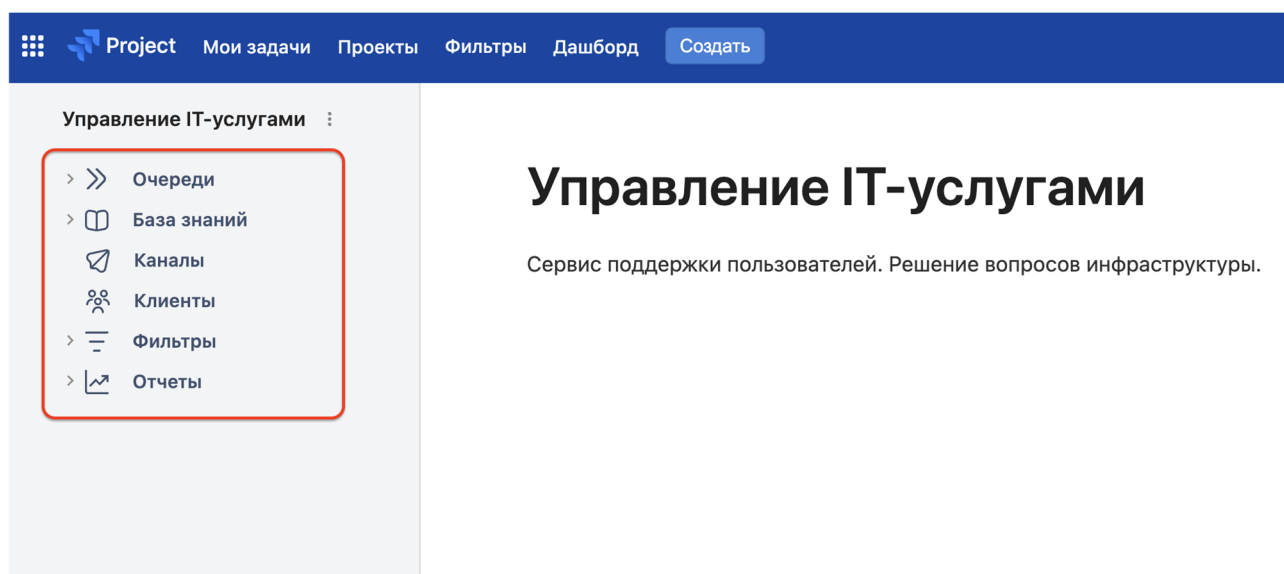 Project Мои задачи Проекты Фильтры Дашборд Создать
Управление IT-услугами
Очереди
База знаний
Каналы
Клиенты
Фильтры
Отчеты
Управление IT-услугами
Сервис поддержки пользователей. Решение вопросов инфраструктуры.